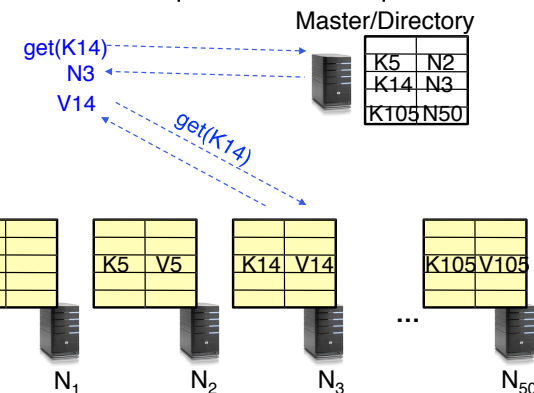 Master/Directory
get(K14)
N3
V14
K5 N2
K14 N3
K105 N50
get(K14)
K5 V5
K14 V14
K105 V105
...
N1
N2
N3
N50